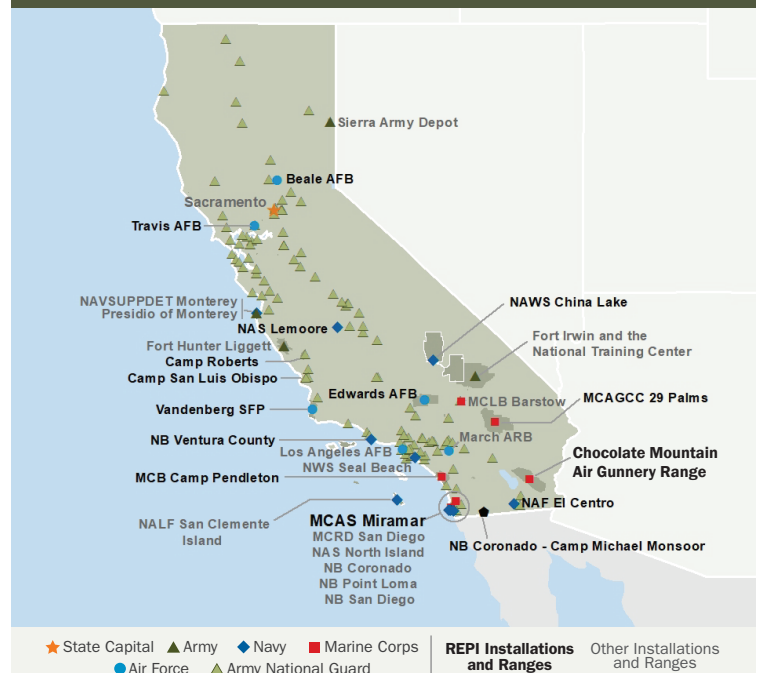 Sierra Army Depot
Beale AFB
Sacramento
Travis AFB
NAVSUPPDET Monterey
Presidio of Monterey
NAS Lemoore
NAWS China Lake
Fort Hunter Liggett
Fort Irwin and the
National Training Center
Camp Roberts
Camp San Luis Obispo
Edwards AFB
MCLB Barstow
MCAGCC 29 Palms
Vandenberg SFP
NB Ventura County
March ARB
Los Angeles AFB
NWS Seal Beach
Chocolate Mountain
Air Gunnery Range
MCB Camp Pendleton
NAF El Centro
NALF San Clemente
Island
MCAS Miramar
MCRD San Diego
NAS North Island
NB Coronado
NB Point Loma
NB San Diego
NB Coronado - Camp Michael Monsoor
State Capital
Army
Navy
Marine Corps
Air Force
Army National Guard
REPI Installations
and Ranges
Other Installations
and Ranges